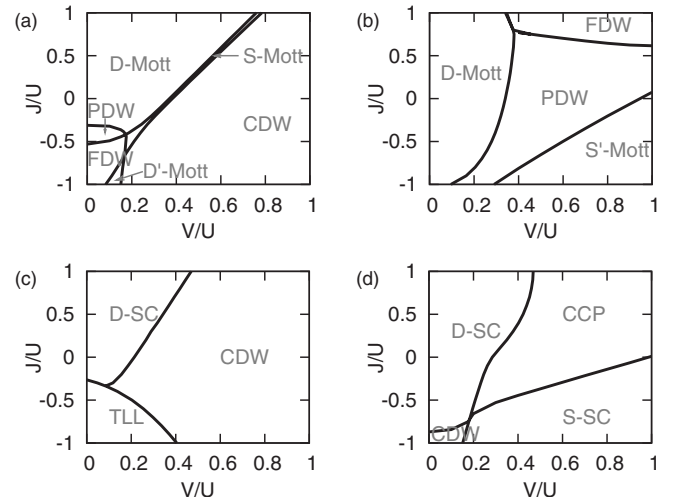 (a)
1
0.5
0
-0.5
-1
J/U
D-Mott
S-Mott
PDW
CDW
FDW
D'-Mott
0 0.2 0.4 0.6 0.8 1
V/U
(b)
1
0.5
0
-0.5
-1
J/U
FDW
D-Mott
PDW
S'-Mott
0 0.2 0.4 0.6 0.8 1
V/U
(c)
1
0.5
0
-0.5
-1
J/U
D-SC
CDW
TLL
0 0.2 0.4 0.6 0.8 1
V/U
(d)
1
0.5
0
-0.5
-1
J/U
D-SC
CCP
S-SC
CDW
0 0.2 0.4 0.6 0.8 1
V/U